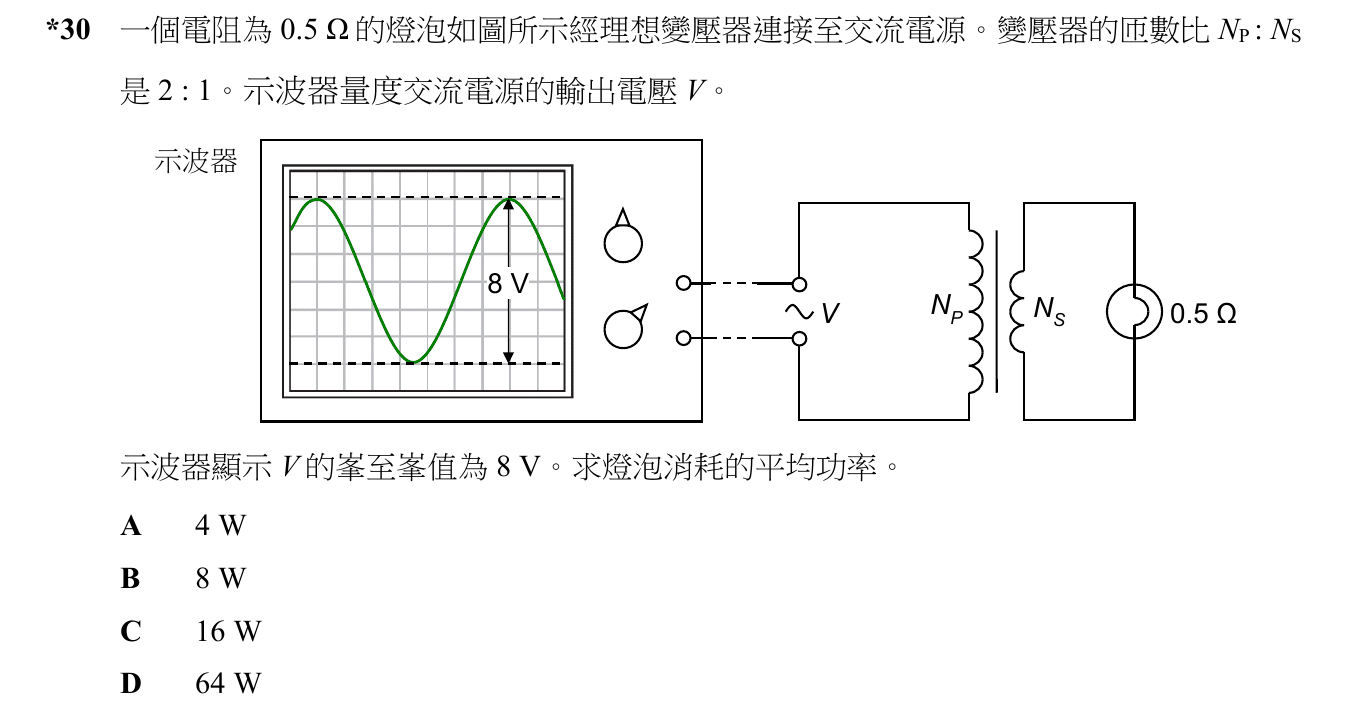 *30 一個電阻為 0.5 Ω 的燈泡如圖所示經理想變壓器連接至交流電源。變壓器的匝數比 NP : NS
是 2 : 1。示波器量度交流電源的輸出電壓 V。
示波器
8 V
V
NP
NS
0.5 Ω
示波器顯示 V 的峯至峯值為 8 V。求燈泡消耗的平均功率。
A 4 W
B 8 W
C 16 W
D 64 W